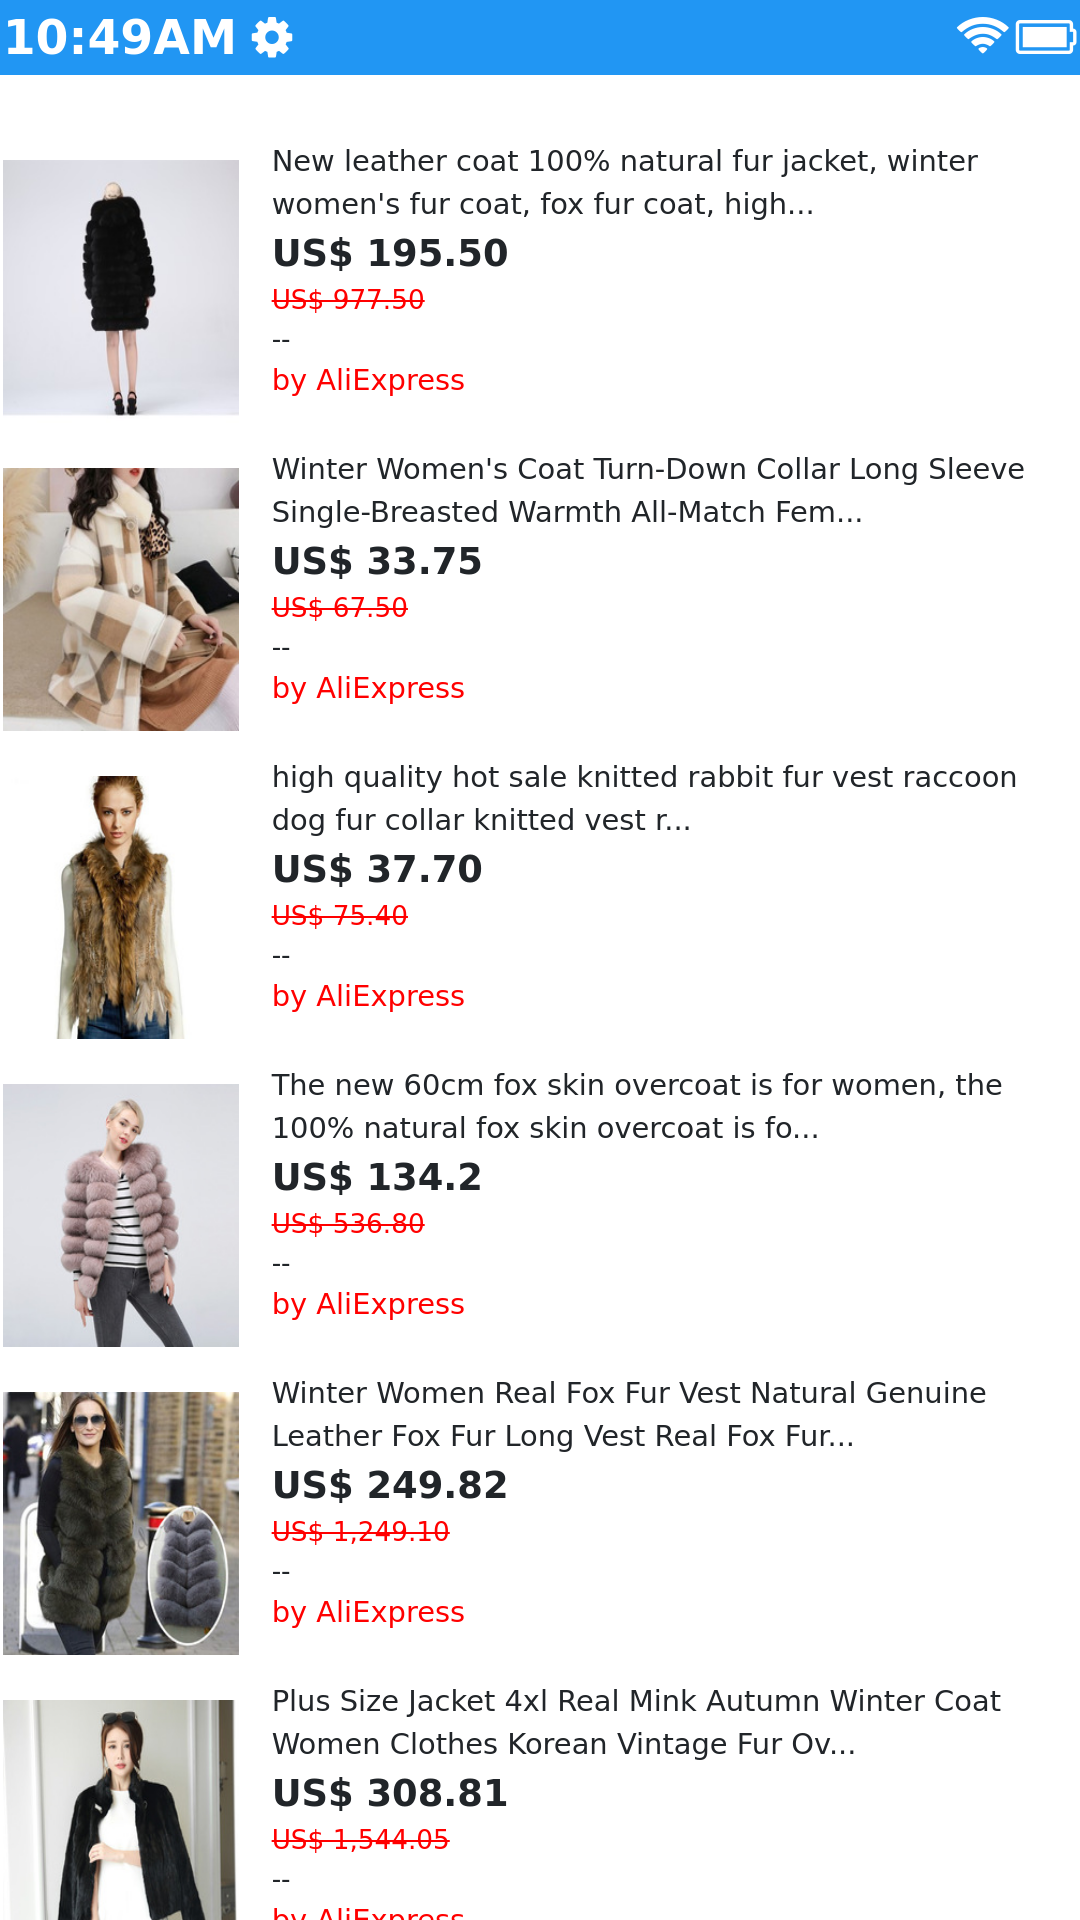 10:49AM
New leather coat 100% natural fur jacket, winter
women's fur coat, fox fur coat, high...
US$ 195.50
US$ 977.50
--
by AliExpress
Winter Women's Coat Turn-Down Collar Long Sleeve
Single-Breasted Warmth All-Match Fem...
US$ 33.75
US$ 67.50
--
by AliExpress
high quality hot sale knitted rabbit fur vest raccoon
dog fur collar knitted vest r...
US$ 37.70
US$ 75.40
--
by AliExpress
The new 60cm fox skin overcoat is for women, the
100% natural fox skin overcoat is fo...
US$ 134.2
US$ 536.80
--
by AliExpress
Winter Women Real Fox Fur Vest Natural Genuine
Leather Fox Fur Long Vest Real Fox Fur...
US$ 249.82
US$ 1,249.10
--
by AliExpress
Plus Size Jacket 4xl Real Mink Autumn Winter Coat
Women Clothes Korean Vintage Fur Ov...
US$ 308.81
US$ 1,544.05
--
by AliExpress